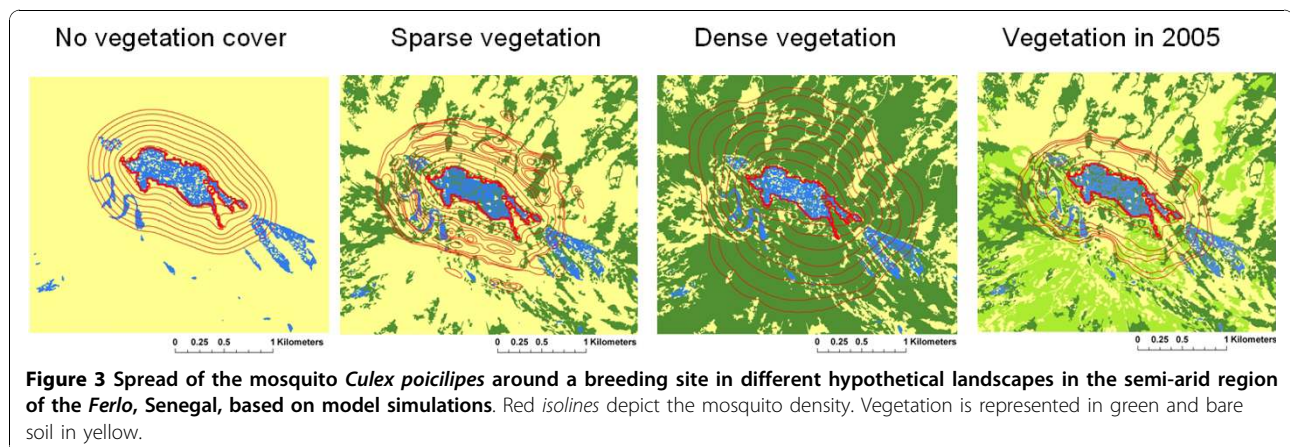 No vegetation cover
Sparse vegetation
Dense vegetation
Vegetation in 2005
0 0.25 0.5 1 Kilometers
0 0.25 0.5 1 Kilometers
0 0.25 0.5 1 Kilometers
0 0.25 0.5 1 Kilometers
Figure 3 Spread of the mosquito Culex poicilipes around a breeding site in different hypothetical landscapes in the semi-arid region
of the Ferlo, Senegal, based on model simulations. Red isolines depict the mosquito density. Vegetation is represented in green and bare
soil in yellow.